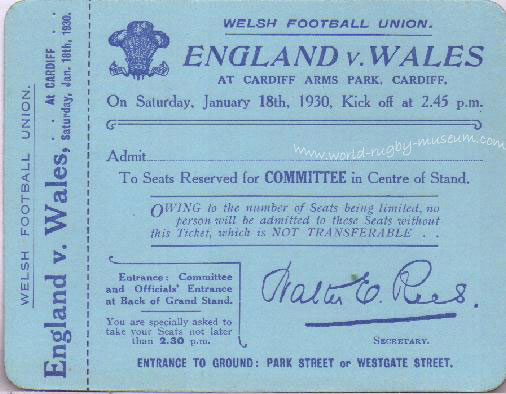 WELSH FOOTBALL UNION.
England v. Wales,
. . At CARDIFF . .
Saturday, Jan. 18th, 1930.
WELSH FOOTBALL UNION.
ENGLAND v. WALES
AT CARDIFF ARMS PARK, CARDIFF.
On Saturday, January 18th, 1930, Kick off at 2.45 p.m.
www.world-rugby-museum.com
Admit
To Seats Reserved for COMMITTEE in Centre of Stand.
OWING to the number of Seats being limited, no
person will be admitted to these Seats without
this Ticket, which is NOT TRANSFERABLE . .
Entrance: Committee
and Officials' Entrance
at Back of Grand Stand.
You are specially asked to
take your Seats not later
than 2.30 p.m.
Walter E. Rees.
SECRETARY.
ENTRANCE TO GROUND: PARK STREET or WESTGATE STREET.